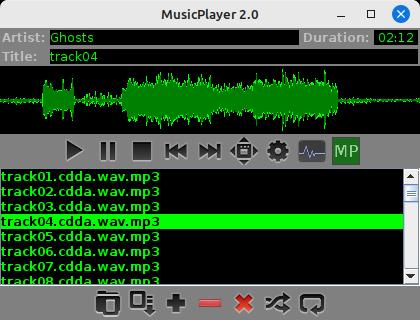 MusicPlayer 2.0
Artist: Ghosts Duration: 02:12
Title: track04
MP
track01.cdda.wav.mp3
track02.cdda.wav.mp3
track03.cdda.wav.mp3
track04.cdda.wav.mp3
track05.cdda.wav.mp3
track06.cdda.wav.mp3
track07.cdda.wav.mp3
track08.cdda.wav.mp3